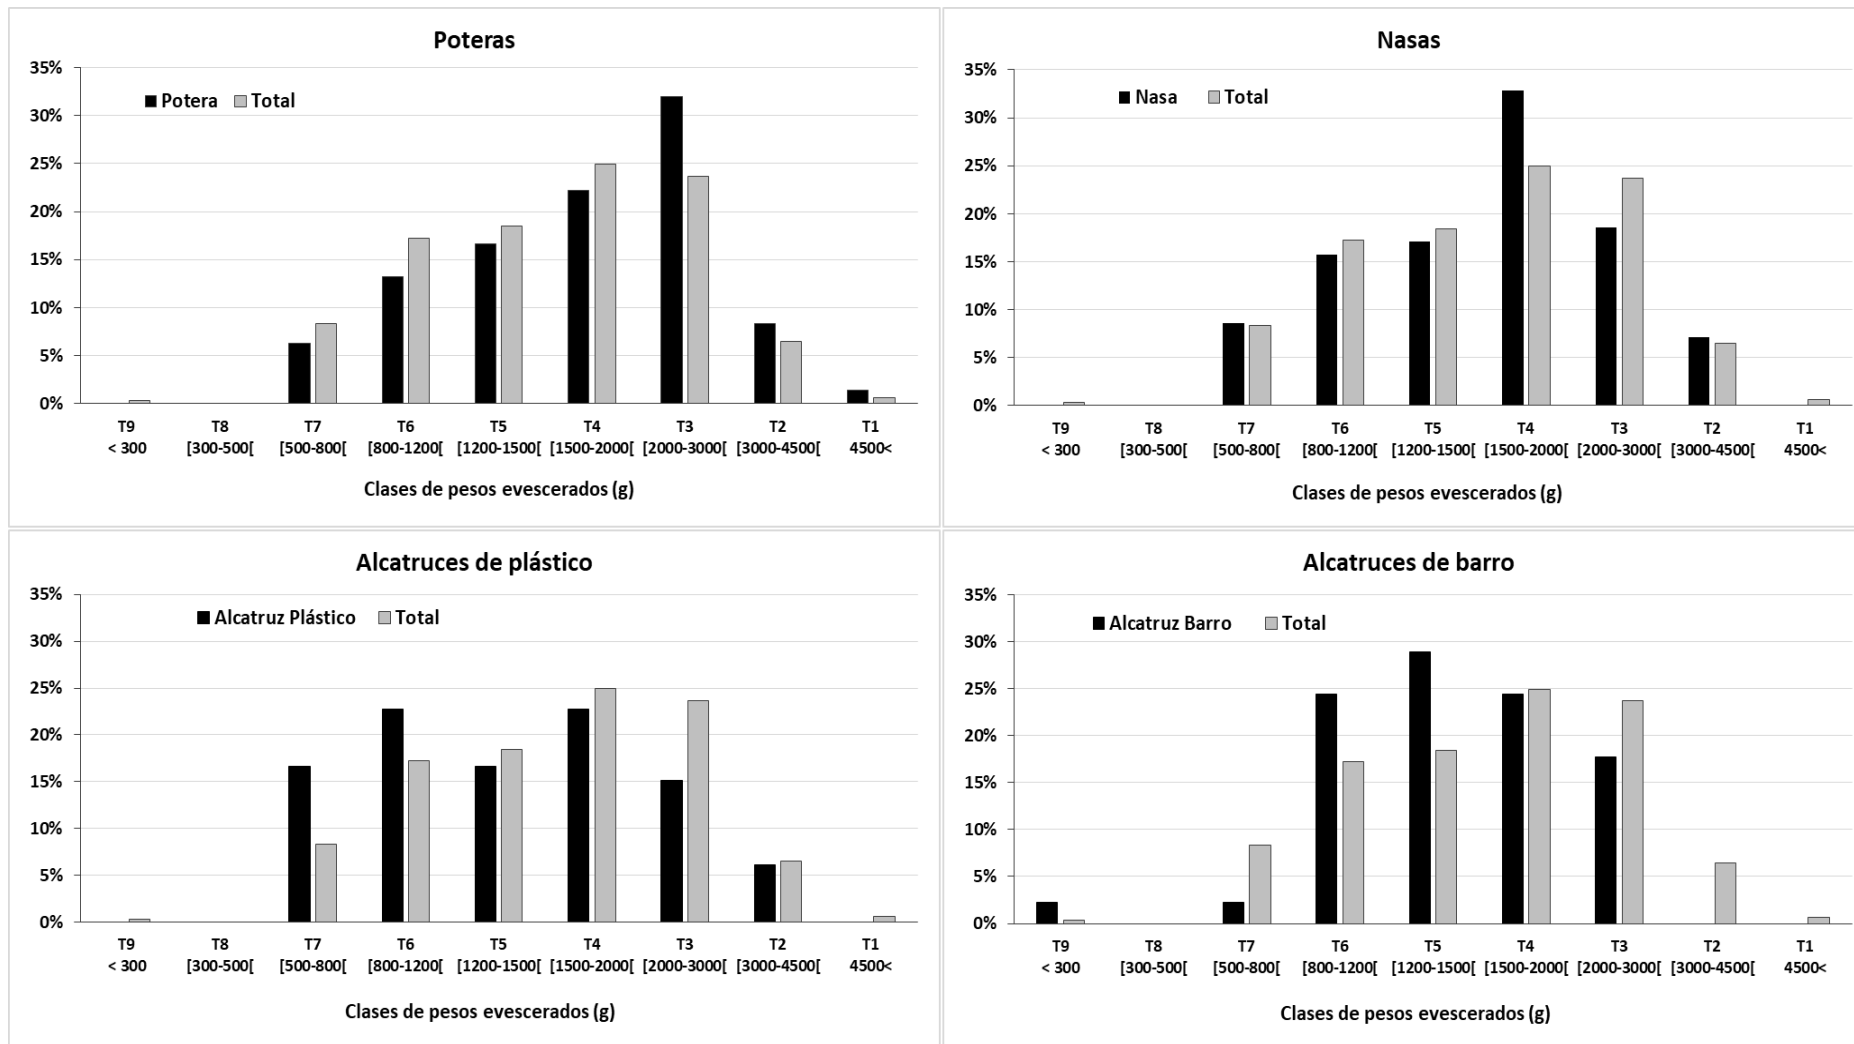 Poteras
35%
30%
25%
20%
15%
10%
5%
0%
Potera Total
T9 T8 T7 T6 T5 T4 T3 T2 T1
< 300 [300-500[ [500-800[ [800-1200[ [1200-1500[ [1500-2000[ [2000-3000[ [3000-4500[ 4500<
Clases de pesos evescerados (g)
Nasas
35%
30%
25%
20%
15%
10%
5%
0%
Nasa Total
T9 T8 T7 T6 T5 T4 T3 T2 T1
< 300 [300-500[ [500-800[ [800-1200[ [1200-1500[ [1500-2000[ [2000-3000[ [3000-4500[ 4500<
Clases de pesos evescerados (g)
Alcatruces de plástico
35%
30%
25%
20%
15%
10%
5%
0%
Alcatruz Plástico Total
T9 T8 T7 T6 T5 T4 T3 T2 T1
< 300 [300-500[ [500-800[ [800-1200[ [1200-1500[ [1500-2000[ [2000-3000[ [3000-4500[ 4500<
Clases de pesos evescerados (g)
Alcatruces de barro
35%
30%
25%
20%
15%
10%
5%
0%
Alcatruz Barro Total
T9 T8 T7 T6 T5 T4 T3 T2 T1
< 300 [300-500[ [500-800[ [800-1200[ [1200-1500[ [1500-2000[ [2000-3000[ [3000-4500[ 4500<
Clases de pesos evescerados (g)